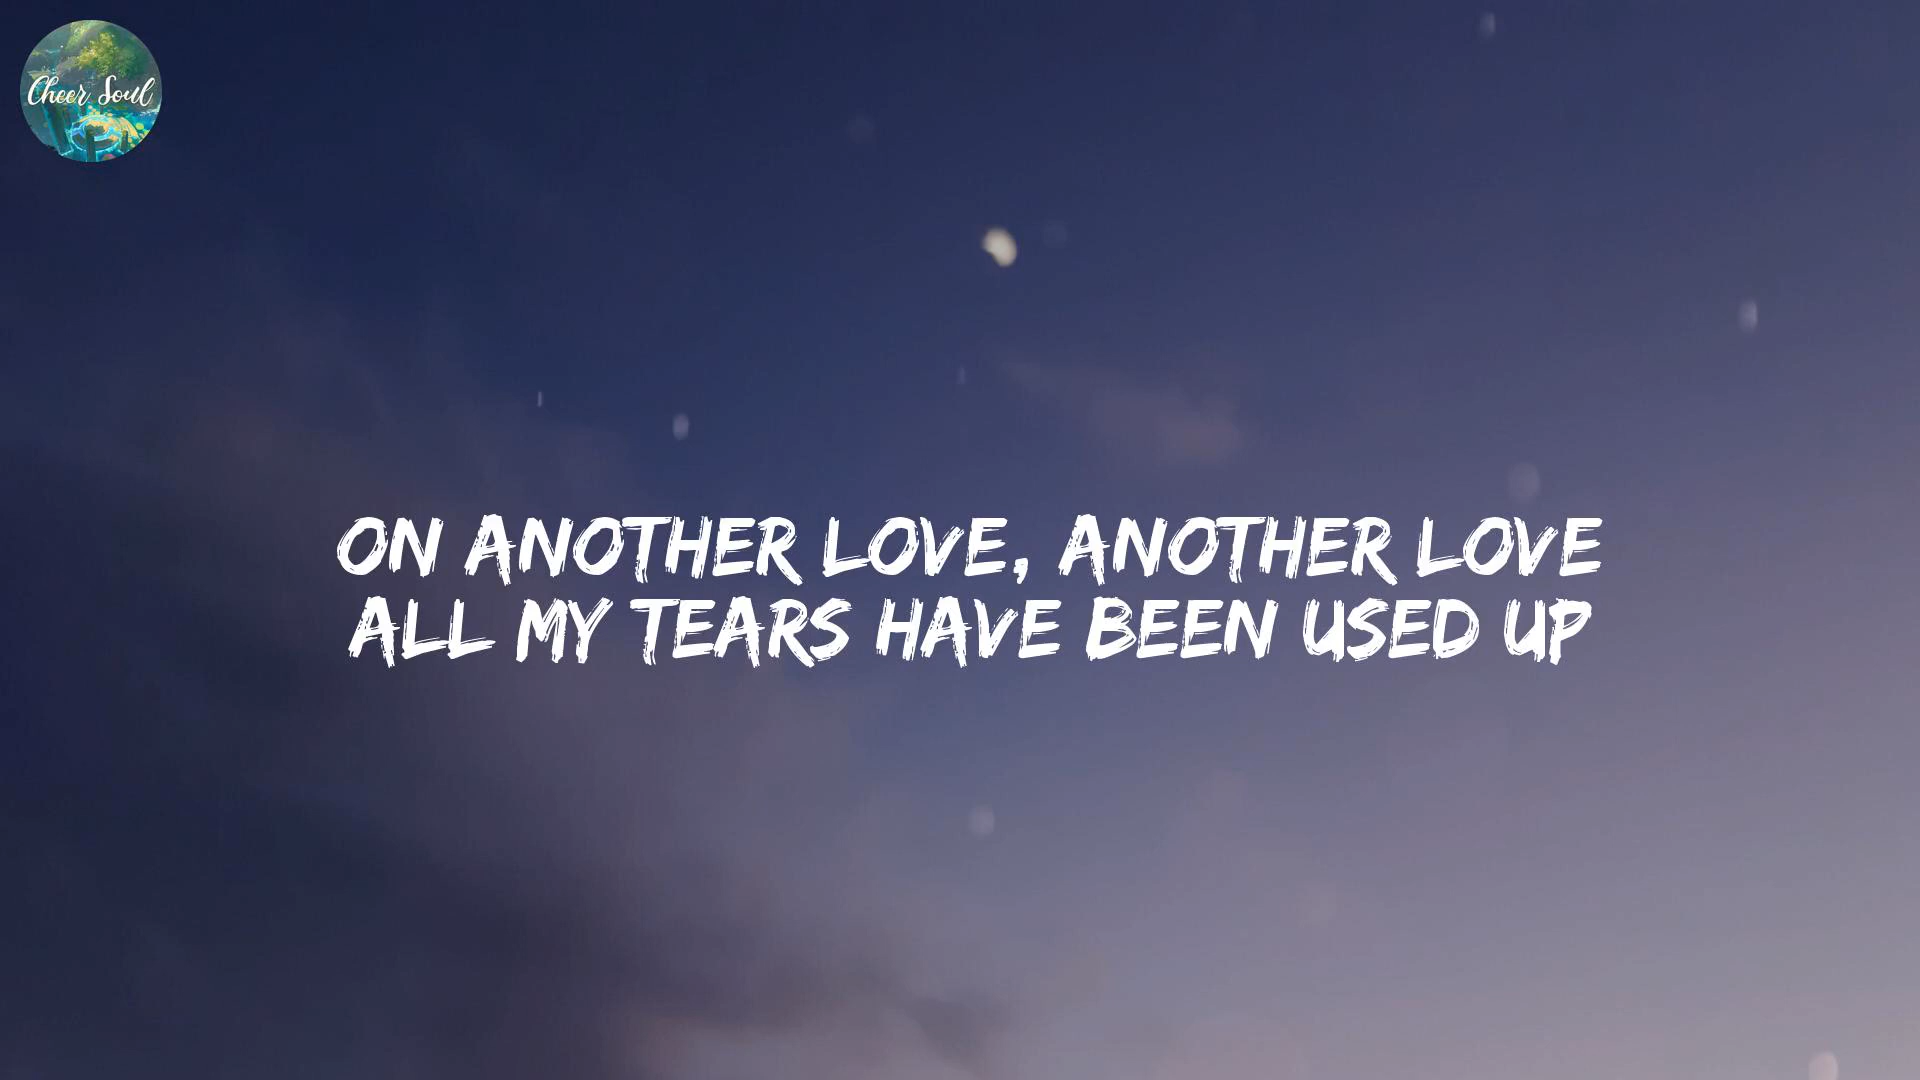 Cheer Soul
ON ANOTHER LOVE, ANOTHER LOVE
ALL MY TEARS HAVE BEEN USED UP